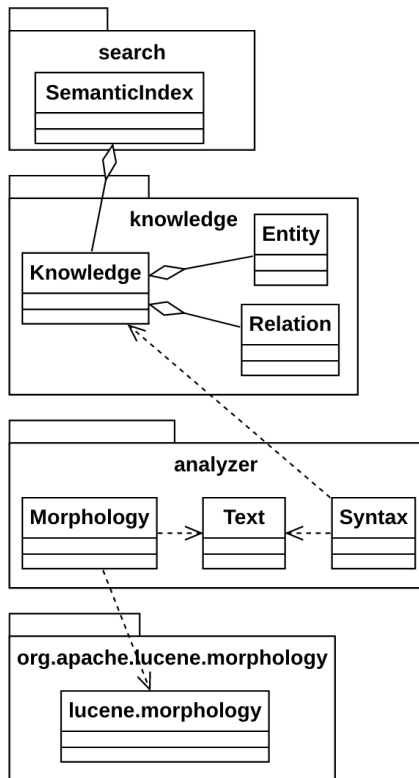 search
SemanticIndex
knowledge
Entity
Knowledge
Relation
analyzer
Morphology
Text
Syntax
org.apache.lucene.morphology
lucene.morphology